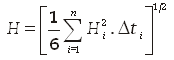 H = [ 1/6 ∑_{i=1}^{n} H_i^2 . Δt_i ]^{1/2}